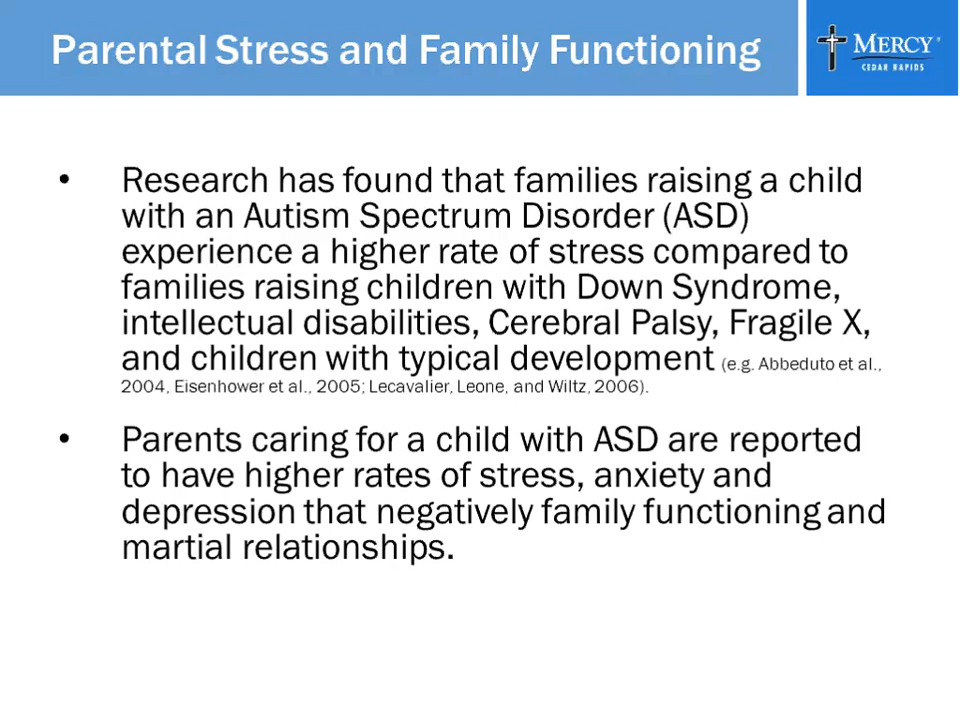 Parental Stress and Family Functioning
MERCY®
CEDAR RAPIDS
• Research has found that families raising a child
with an Autism Spectrum Disorder (ASD)
experience a higher rate of stress compared to
families raising children with Down Syndrome,
intellectual disabilities, Cerebral Palsy, Fragile X,
and children with typical development (e.g. Abbeduto et al.,
2004, Eisenhower et al., 2005; Lecavalier, Leone, and Wiltz, 2006).
• Parents caring for a child with ASD are reported
to have higher rates of stress, anxiety and
depression that negatively family functioning and
martial relationships.